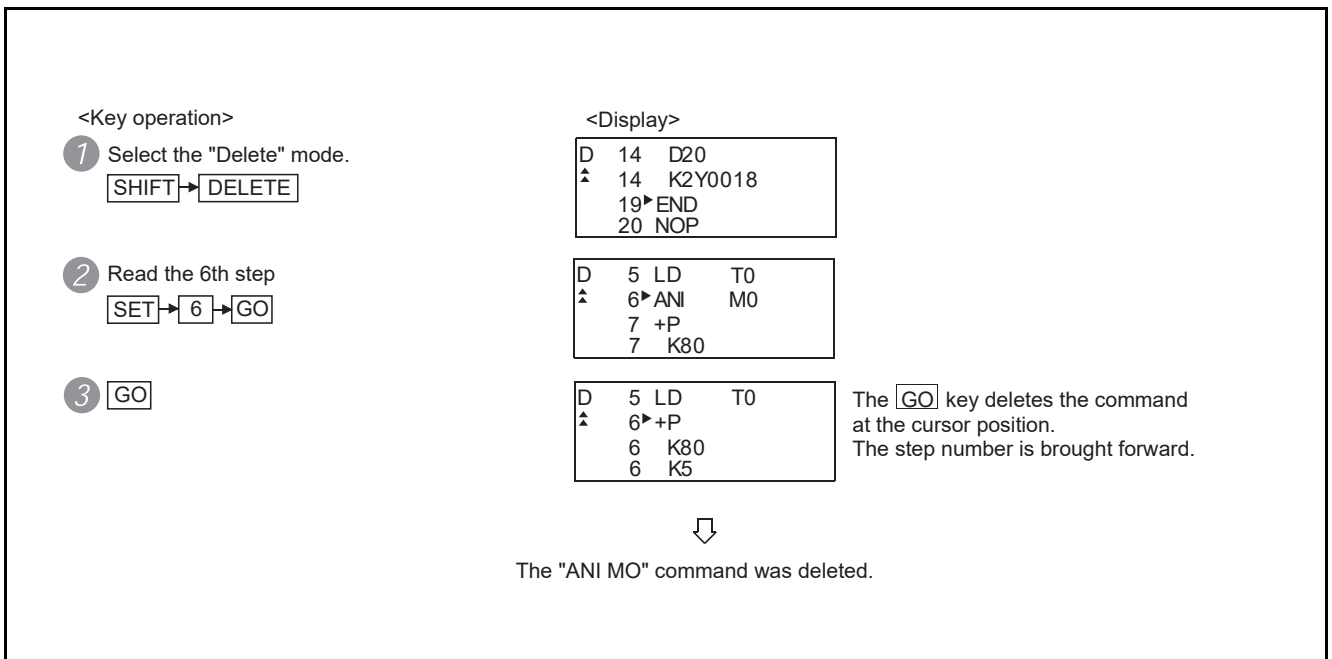 <Key operation>
<Display>
1 Select the "Delete" mode.
SHIFT DELETE
D 14 D20
14 K2Y0018
19 END
20 NOP
2 Read the 6th step
SET 6 GO
D 5 LD T0
6 ANI M0
7 +P
7 K80
3 GO
D 5 LD T0
6 +P
6 K80
6 K5
The GO key deletes the command
at the cursor position.
The step number is brought forward.
The "ANI MO" command was deleted.